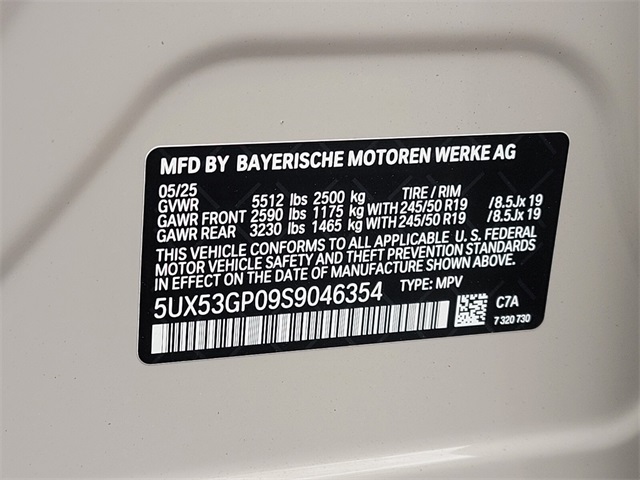 MFD BY BAYERISCHE MOTOREN WERKE AG
05/25
GVWR 5512 lbs 2500 kg TIRE / RIM
GAWR FRONT 2590 lbs 1175 kg WITH 245/50 R19 /8.5Jx 19
GAWR REAR 3230 lbs 1465 kg WITH 245/50 R19 /8.5Jx 19
THIS VEHICLE CONFORMS TO ALL APPLICABLE U. S. FEDERAL
MOTOR VEHICLE SAFETY BUMPER AND THEFT PREVENTION STANDARDS
IN EFFECT ON THE DATE OF MANUFACTURE SHOWN ABOVE.
5UX53GP09S9046354 TYPE: MPV
C7A
7 320 730